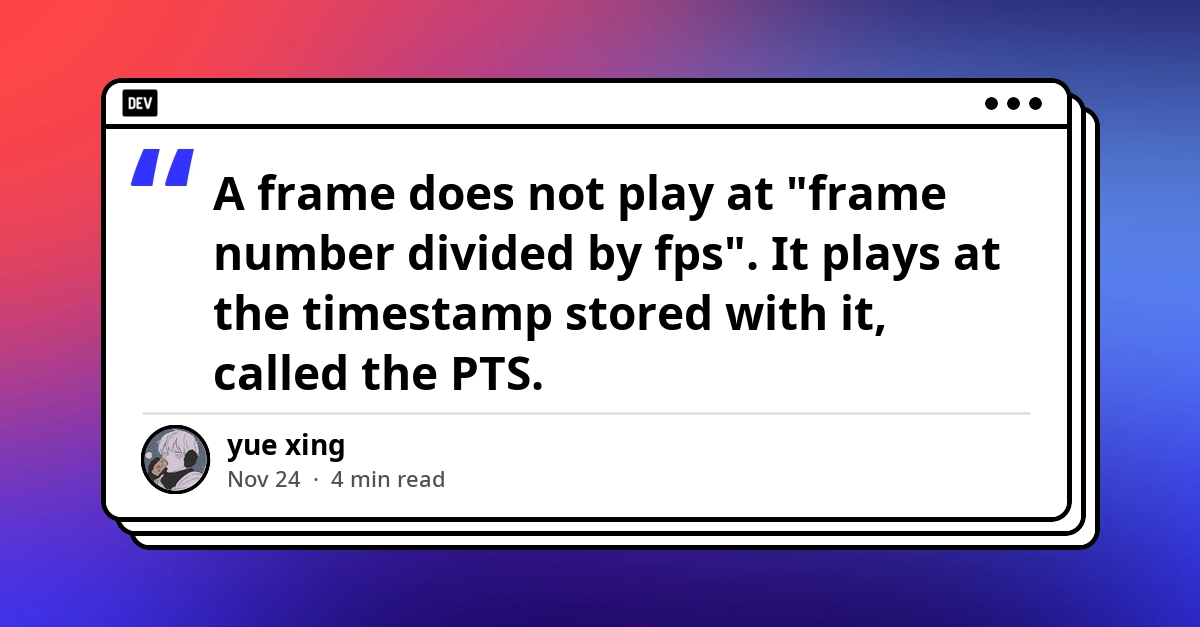 DEV
“
A frame does not play at "frame
number divided by fps". It plays at
the timestamp stored with it,
called the PTS.
yue xing
Nov 24 · 4 min read